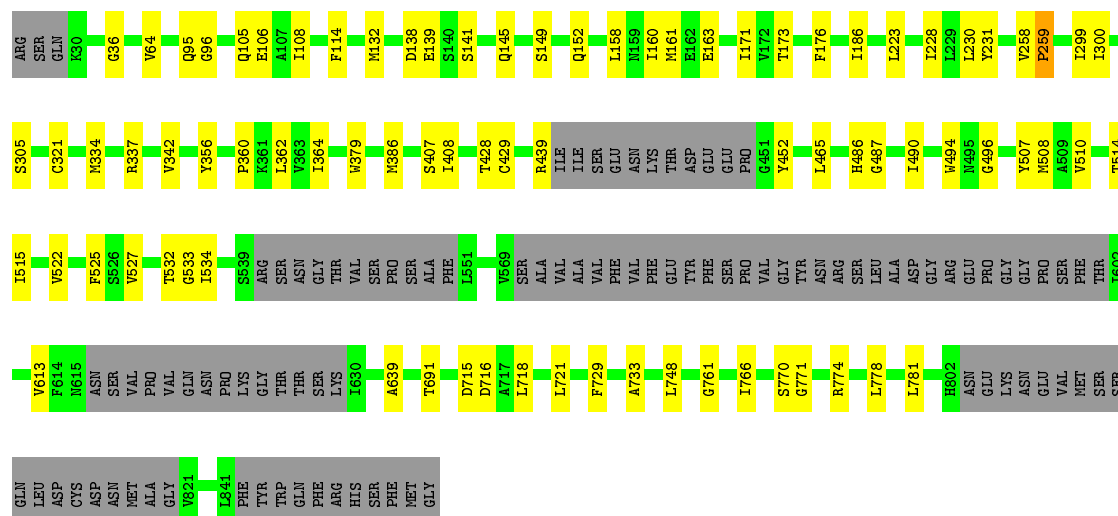 ARG SER GLN K30 G36 V64 Q95 G96 Q105 E106 A107 I108 F114 M132 D138 E139 S140 S141 Q145 S149 Q152 L158 N159 I160 M161 E162 E163 I171 V172 T173 F176 I186 L223 I228 L229 L230 Y231 V258 P259 I299 I300
S305 C321 M334 R337 V342 Y356 P360 K361 L362 V363 I364 W379 M386 S407 I408 T428 C429 R439 ILE ILE SER GLU ASN LYS THR ASP GLU GLU PRO G451 Y452 L465 H486 G487 I490 W494 N495 G496 Y507 M508 A509 V510 T514
I515 V522 F525 S526 V527 T532 G533 I534 S539 ARG SER ASN GLY THR VAL SER PRO SER ALA PHE L551 V569 SER ALA VAL ALA VAL PHE VAL PHE GLU TYR PHE SER PRO VAL GLY TYR ASN ARG SER LEU ALA ASP GLY ARG GLU PRO GLY GLY PRO SER PHE THR I602
V613 F614 N615 ASN SER VAL PRO VAL GLN ASN PRO LYS GLY THR THR SER LYS I630 A639 T691 D715 D716 A717 L718 L721 F729 A733 L748 G761 I766 S770 G771 R774 L778 L781 H802 ASN GLU LYS ASN GLU VAL MET SER SER
GLN LEU ASP CYS ASP ASN MET ALA GLY V821 L841 PHE TYR TRP GLN PHE ARG HIS SER PHE MET GLY